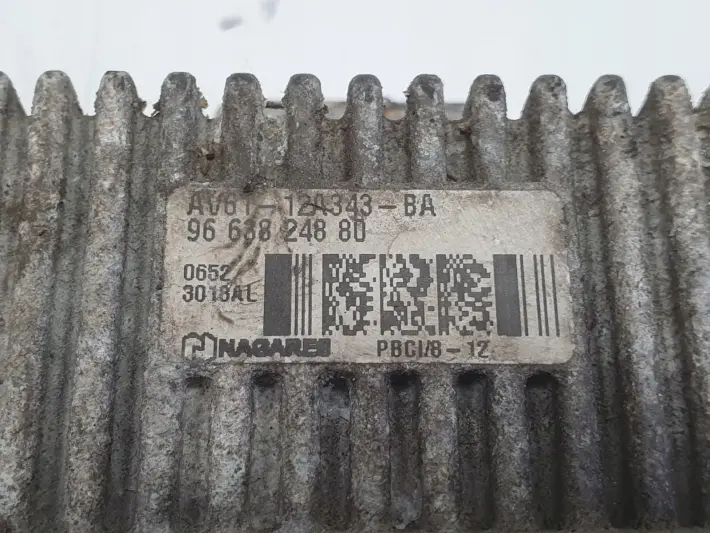 AV61-12A343-BA
96 638 248 80
0652
3013AL
NAGARES PBCI/8-12